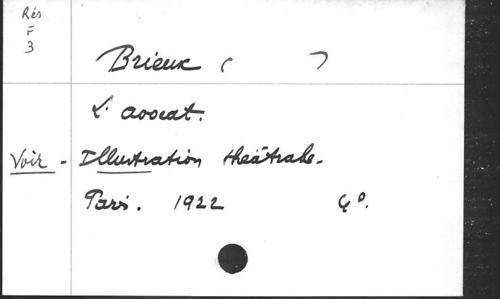 Rés
F
3
Brieux ( )
L'avocat.
Voir - Illustration théâtrale.
Paris. 1922 4°.